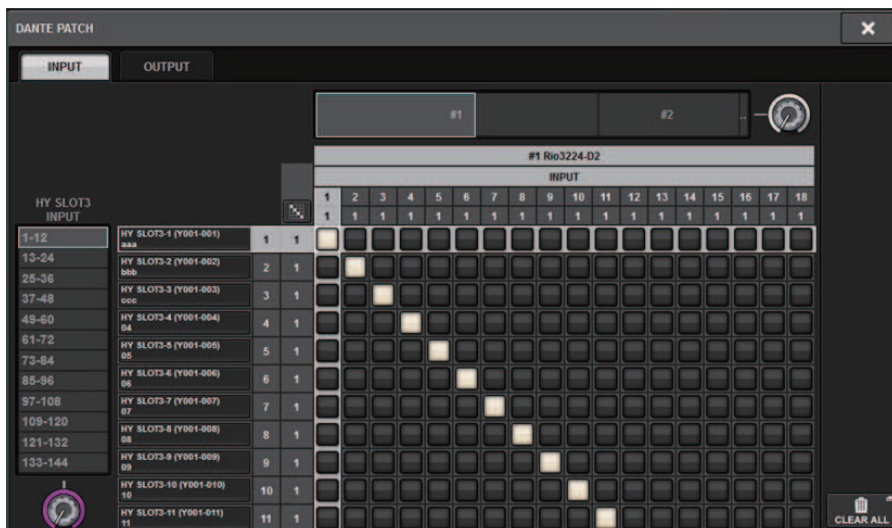 DANTE PATCH
INPUT
OUTPUT
#1
#2
..
#1 Rio3224-D2
INPUT
1 2 3 4 5 6 7 8 9 10 11 12 13 14 15 16 17 18
1 1 1 1 1 1 1 1 1 1 1 1 1 1 1 1 1 1
HY SLOT3
INPUT
1-12
13-24
25-36
37-48
49-60
61-72
73-84
85-96
97-108
109-120
121-132
133-144
HY SLOT3-1 (Y001-001)
aaa
1 1
HY SLOT3-2 (Y001-002)
bbb
2 1
HY SLOT3-3 (Y001-003)
ccc
3 1
HY SLOT3-4 (Y001-004)
04
4 1
HY SLOT3-5 (Y001-005)
05
5 1
HY SLOT3-6 (Y001-006)
06
6 1
HY SLOT3-7 (Y001-007)
07
7 1
HY SLOT3-8 (Y001-008)
08
8 1
HY SLOT3-9 (Y001-009)
09
9 1
HY SLOT3-10 (Y001-010)
10
10 1
HY SLOT3-11 (Y001-011)
11
11 1
CLEAR ALL